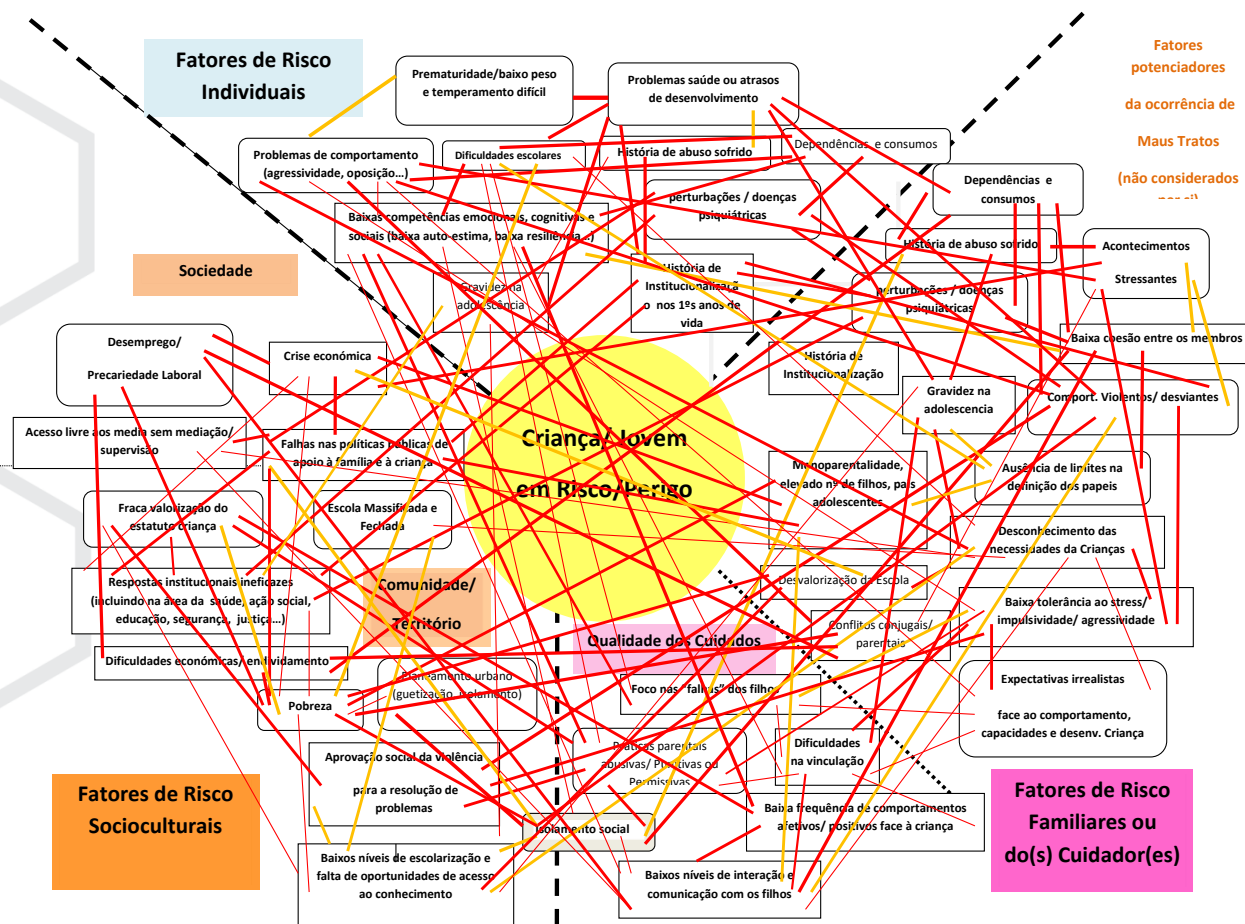 Fatores de Risco
Individuais
Prematuridade/baixo peso
e temperamento difícil
Problemas saúde ou atrasos
de desenvolvimento
Fatores
potenciadores
da ocorrência de
Maus Tratos
(não considerados
Problemas de comportamento
(agressividade, oposição...)
Dificuldades escolares
História de abuso sofrido
Dependências e consumos
Dependências e
consumos
perturbações / doenças
psiquiátricas
Baixas competências emocionais, cognitivas e
sociais (baixa auto-estima, baixa resiliência...)
História de abuso sofrido
Acontecimentos
Stressantes
Sociedade
Gravidez na
adolescência
História de
Institucionalizaçã
o nos 1ºs anos de
vida
perturbações / doenças
psiquiátricas
Baixa coesão entre os membros
Desemprego/
Precariedade Laboral
Crise económica
História de
Institucionalização
Gravidez na
adolescencia
Comport. Violentos/ desviantes
Acesso livre aos media sem mediação/
supervisão
Falhas nas políticas públicas de
apoio à família e à criança
Criança/ Jovem
em Risco/Perigo
Monoparentalidade,
elevado nº de filhos, pais
adolescentes
Ausência de limites na
definição dos papeis
Fraca valorização do
estatuto criança
Escola Massificada e
Fechada
Desconhecimento das
necessidades da Crianças
Respostas institucionais ineficazes
(incluindo na área da saúde, ação social,
educação, segurança, justiça...)
Comunidade/
Território
Desvalorização da Escola
Baixa tolerância ao stress/
impulsividade/ agressividade
Conflitos conjugais/
parentais
Qualidade dos Cuidados
Dificuldades económicas/ endividamento
Planeamento urbano
(guetização, isolamento)
Pobreza
Foco nas "falhas" dos filhos
Expectativas irrealistas
face ao comportamento,
capacidades e desenv. Criança
Aprovação social da violência
para a resolução de
problemas
Práticas parentais
abusivas/ Punitivas ou
Permissivas
Dificuldades
na vinculação
Fatores de Risco
Socioculturais
Isolamento social
Baixa frequência de comportamentos
afetivos/ positivos face à criança
Fatores de Risco
Familiares ou
do(s) Cuidador(es)
Baixos níveis de escolarização e
falta de oportunidades de acesso
ao conhecimento
Baixos níveis de interação e
comunicação com os filhos